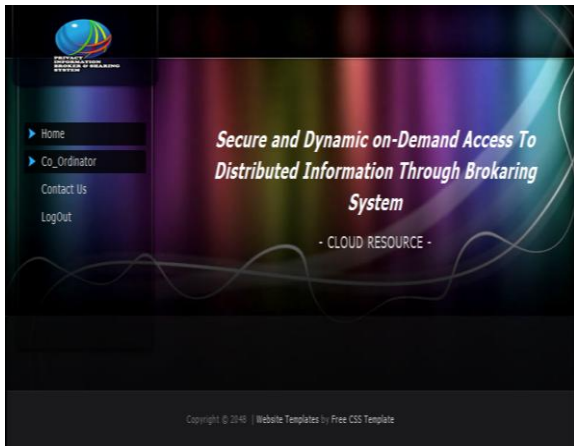 PRIVACY
INFORMATION
BROKER & SHARING
SYSTEM
Home
Co_Ordinator
Contact Us
LogOut
Secure and Dynamic on-Demand Access To
Distributed Information Through Brokaring
System
- CLOUD RESOURCE -
Copyright © 2048 | Website Templates by Free CSS Template